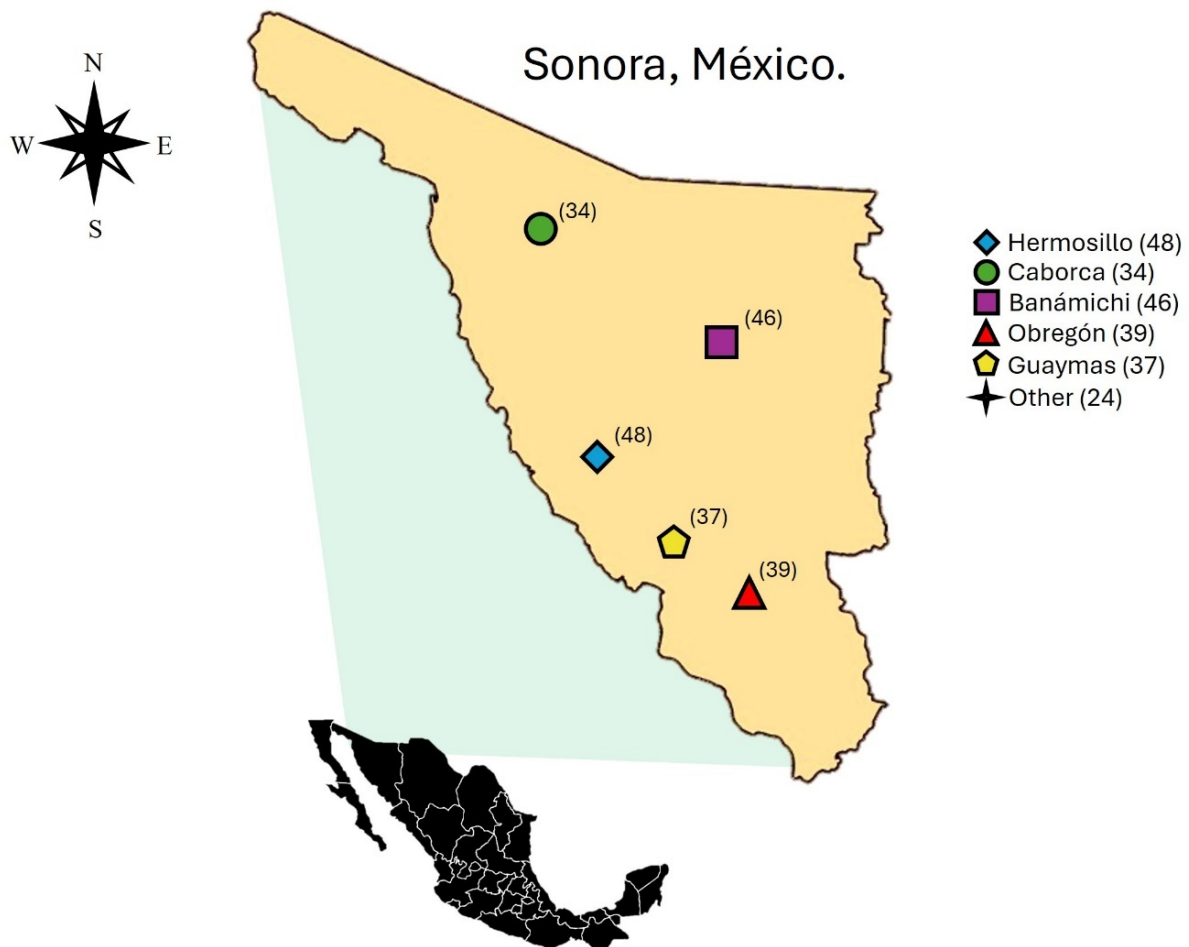 Sonora, México.
N
W
E
S
(34)
(46)
(48)
(37)
(39)
Hermosillo (48)
Caborca (34)
Banámichi (46)
Obregón (39)
Guaymas (37)
Other (24)